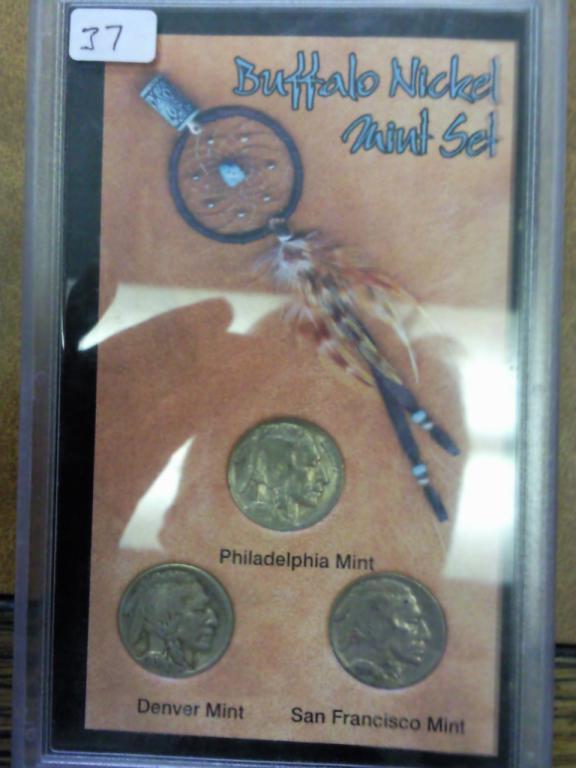 37
Buffalo Nickel
Mint Set
Philadelphia Mint
Denver Mint
San Francisco Mint